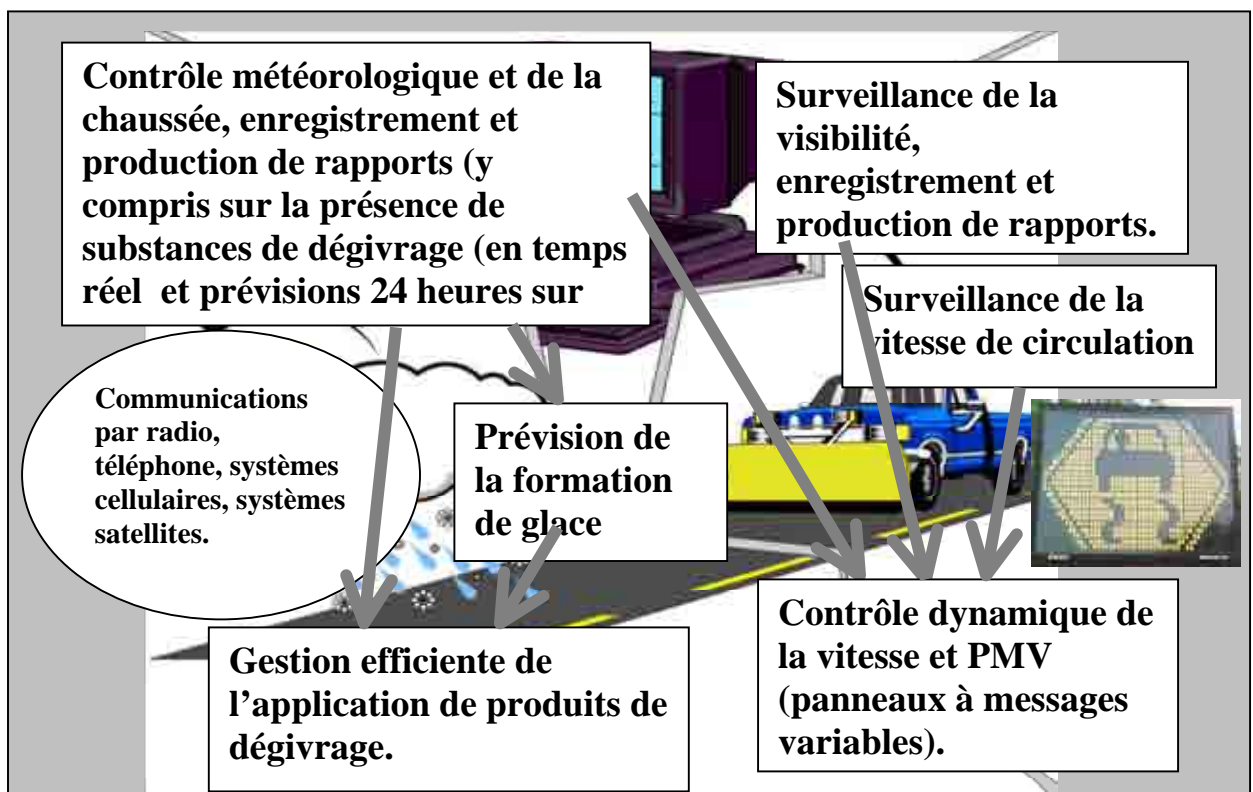 Contrôle météorologique et de la
chaussée, enregistrement et
production de rapports (y
compris sur la présence de
substances de dégivrage (en temps
réel  et prévisions 24 heures sur
Surveillance de la
visibilité,
enregistrement et
production de rapports.
Surveillance de la
vitesse de circulation
Communications
par radio,
téléphone, systèmes
cellulaires, systèmes
satellites.
Prévision de
la formation
de glace
Gestion efficiente de
l’application de produits de
dégivrage.
Contrôle dynamique de
la vitesse et PMV
(panneaux à messages
variables).